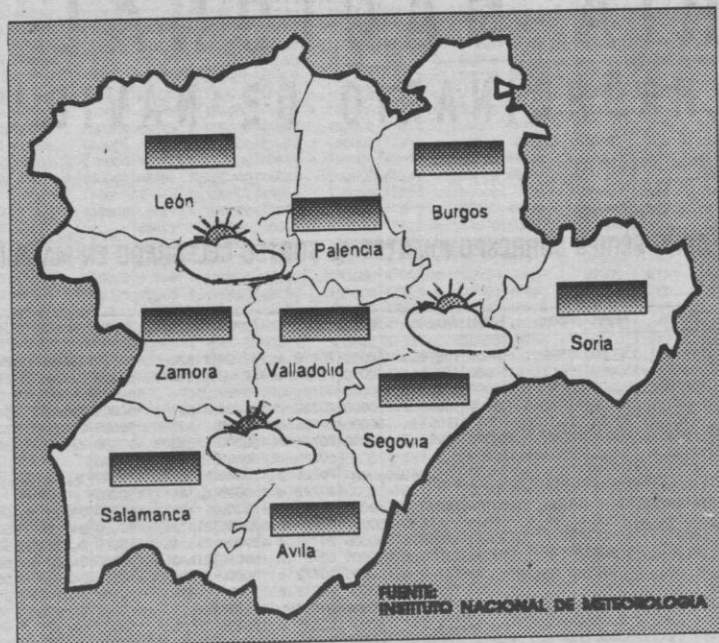 León
Palencia
Burgos
Zamora
Valladolid
Soria
Segovia
Salamanca
Avila
FUENTE:
INSTITUTO NACIONAL DE METEOROLOGIA